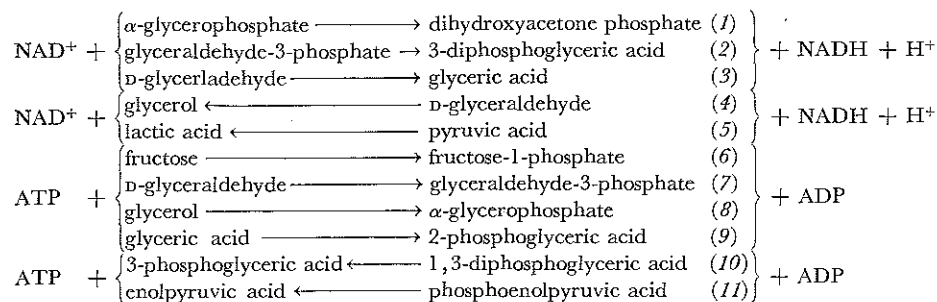 α-glycerophosphate ⟶ dihydroxyacetone phosphate (1)
NAD⁺ + glyceraldehyde-3-phosphate → 3-diphosphoglyceric acid (2) + NADH + H⁺
D-glycerladehyde ⟶ glyceric acid (3)
glycerol ⟵ D-glyceraldehyde (4)
NAD⁺ + + NADH + H⁺
lactic acid ⟵ pyruvic acid (5)
fructose ⟶ fructose-1-phosphate (6)
D-glyceraldehyde ⟶ glyceraldehyde-3-phosphate (7)
ATP + + ADP
glycerol ⟶ α-glycerophosphate (8)
glyceric acid ⟶ 2-phosphoglyceric acid (9)
3-phosphoglyceric acid ⟵ 1,3-diphosphoglyceric acid (10)
ATP + + ADP
enolpyruvic acid ⟵ phosphoenolpyruvic acid (11)